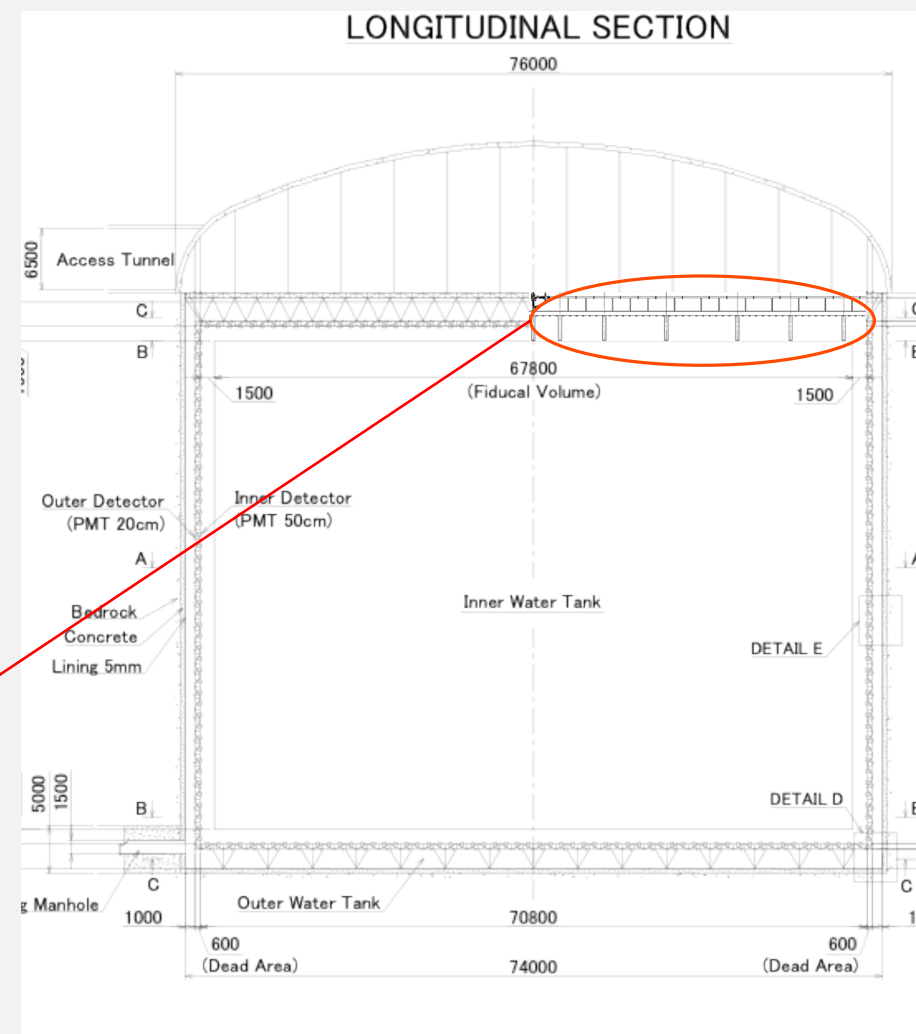 LONGITUDINAL SECTION
76000
6500
Access Tunnel
C
C
B
B
67800
(Fiducal Volume)
1500
1500
Outer Detector
(PMT 20cm)
Inner Detector
(PMT 50cm)
A
A
Inner Water Tank
Bedrock
Concrete
Lining 5mm
DETAIL E
5000
1500
B
B
DETAIL D
C
C
Manhole
Outer Water Tank
1000
70800
600
(Dead Area)
600
(Dead Area)
74000